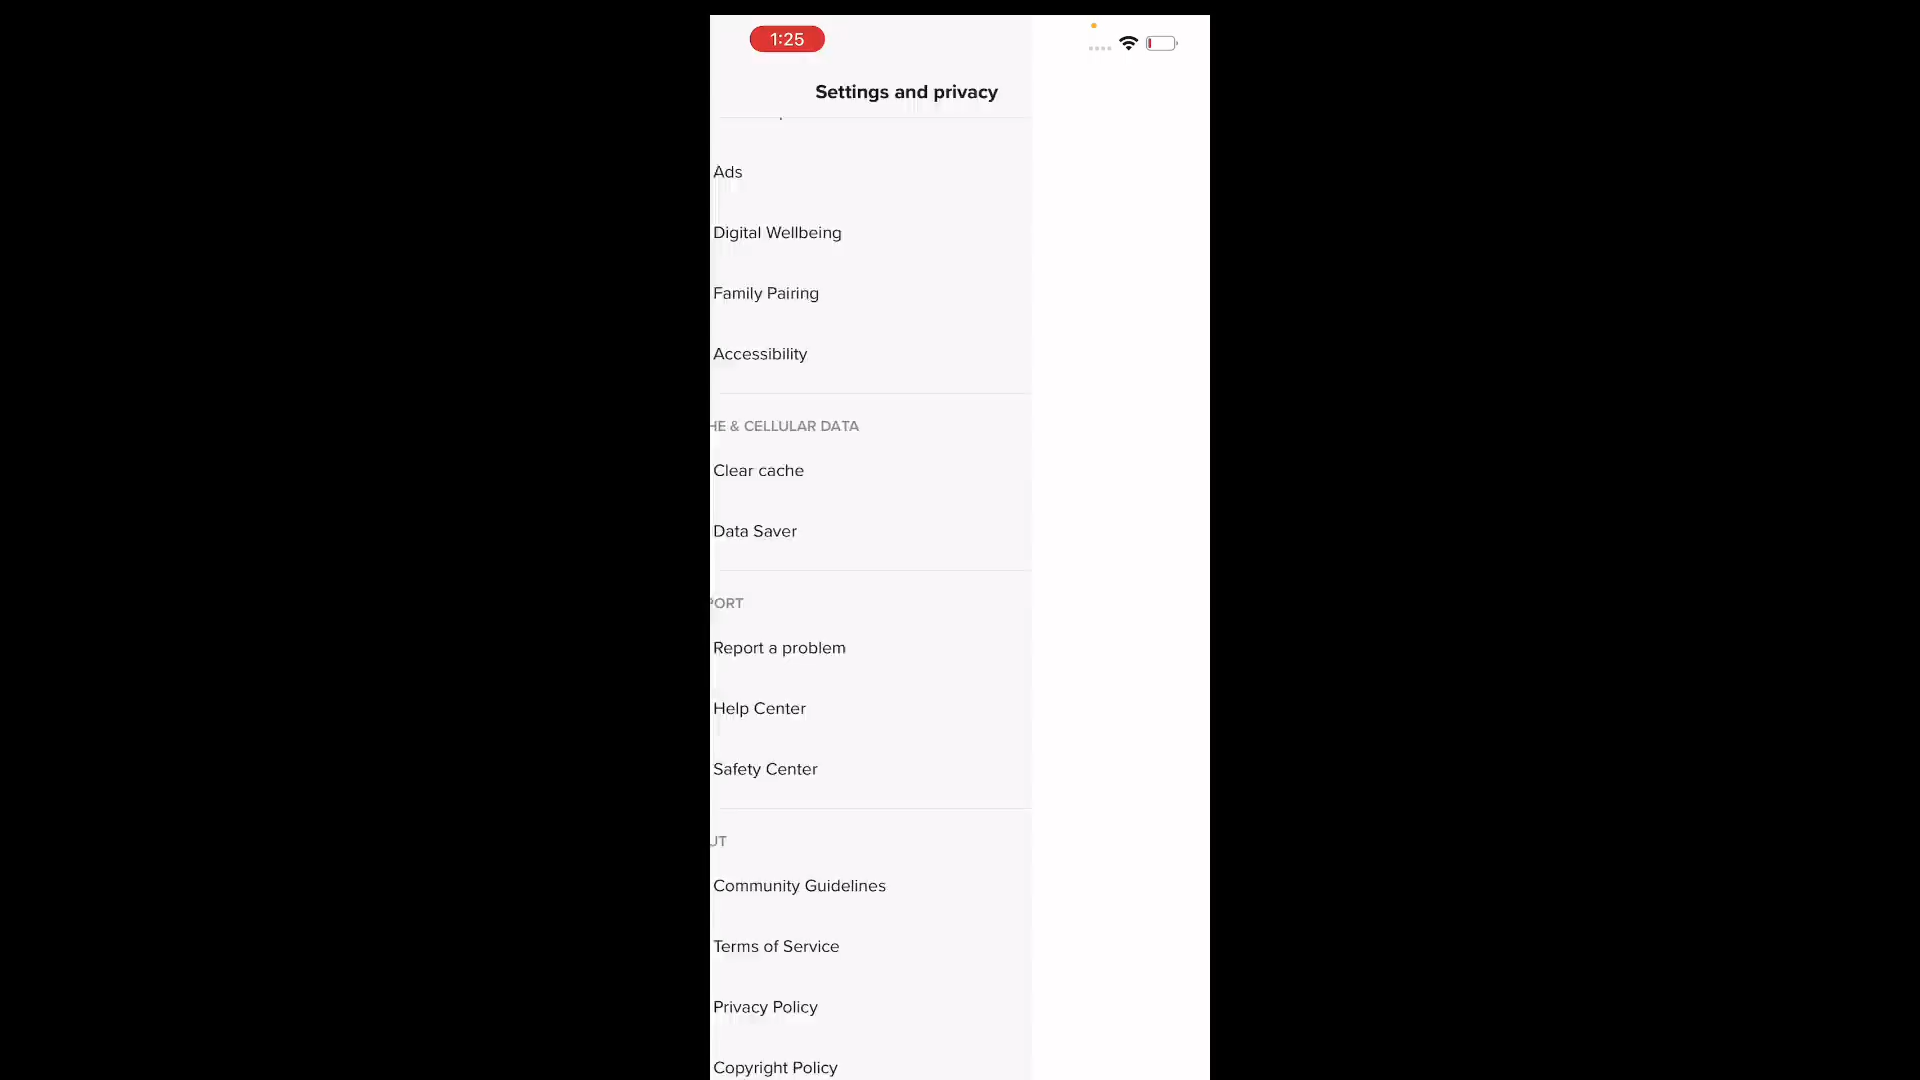 1:25
Settings and privacy
Ads
Digital Wellbeing
Family Pairing
Accessibility
HE & CELLULAR DATA
Clear cache
Data Saver
PORT
Report a problem
Help Center
Safety Center
UT
Community Guidelines
Terms of Service
Privacy Policy
Copyright Policy